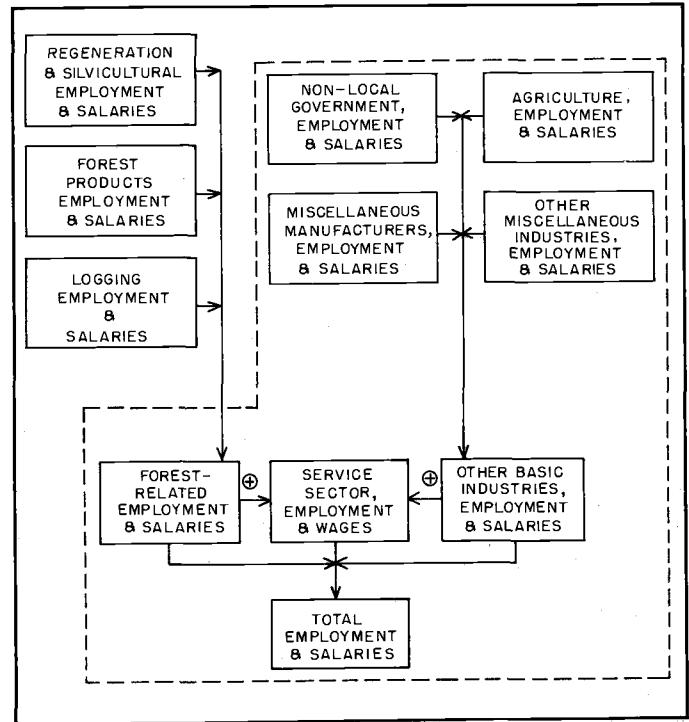 REGENERATION
& SILVICULTURAL
EMPLOYMENT
& SALARIES
FOREST
PRODUCTS
EMPLOYMENT
& SALARIES
LOGGING
EMPLOYMENT
&
SALARIES
NON-LOCAL
GOVERNMENT,
EMPLOYMENT
& SALARIES
AGRICULTURE,
EMPLOYMENT
& SALARIES
MISCELLANEOUS
MANUFACTURERS,
EMPLOYMENT
& SALARIES
OTHER
MISCELLANEOUS
INDUSTRIES,
EMPLOYMENT
& SALARIES
FOREST-
RELATED
EMPLOYMENT
& SALARIES
⊕
SERVICE
SECTOR,
EMPLOYMENT
& WAGES
⊕
OTHER BASIC
INDUSTRIES,
EMPLOYMENT
& SALARIES
TOTAL
EMPLOYMENT
& SALARIES